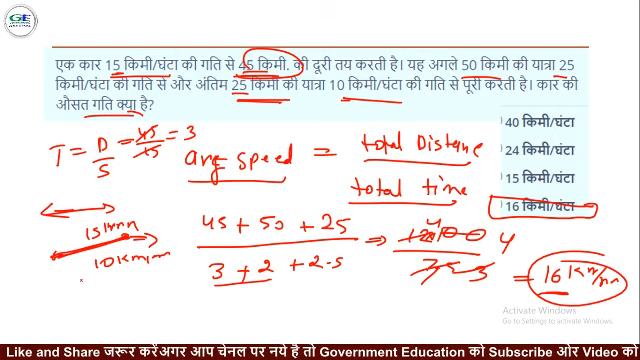 GE
एक कार 15 किमी/घंटा की गति से 45 किमी. की दूरी तय करती है। यह अगले 50 किमी की यात्रा 25
किमी/घंटा की गति से और अंतिम 25 किमी की यात्रा 10 किमी/घंटा की गति से पूरी करती है। कार की
औसत गति क्या है?
40 किमी/घंटा
24 किमी/घंटा
15 किमी/घंटा
16 किमी/घंटा
T = D/S = 45/15 = 3
avg speed = total Distance
total time
45 + 50 + 25
3 + 2 + 2.5
= 16 km/hr
Activate Windows
Go to Settings to activate Windows.
Like and Share जरूर करेंअगर आप चेनल पर नये है तो Government Education को Subscribe ओर Video को